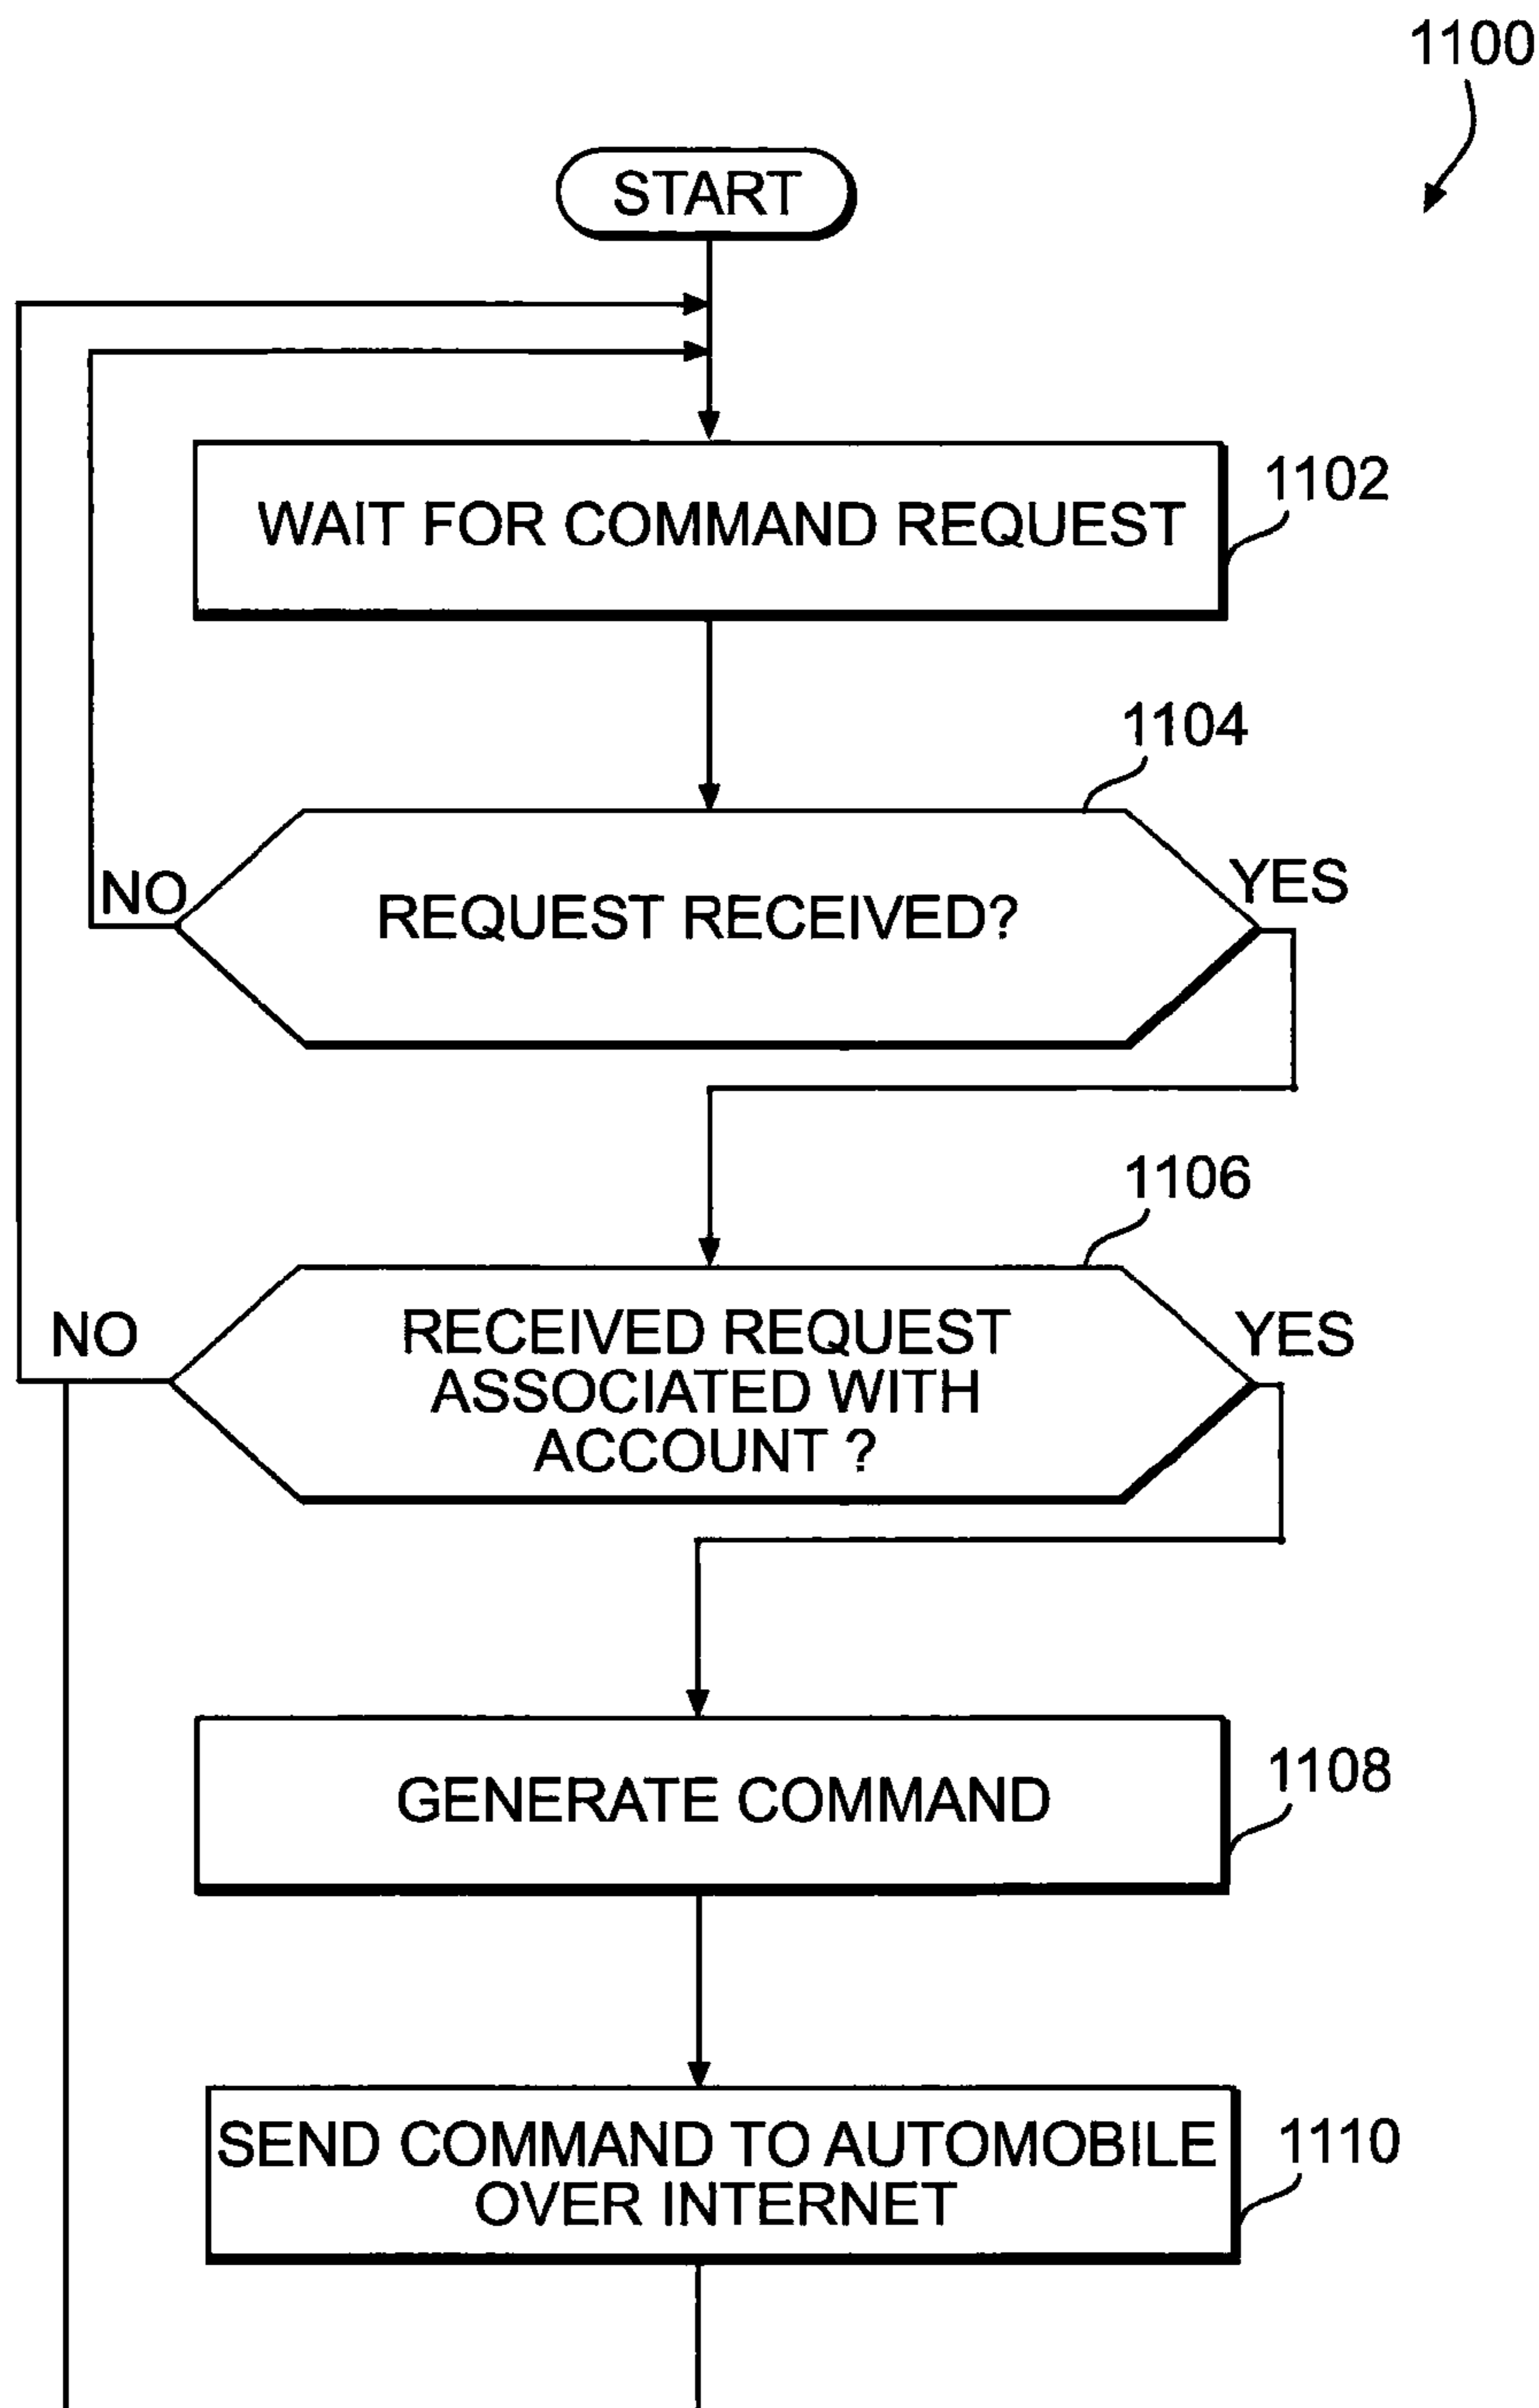 1100
START
WAIT FOR COMMAND REQUEST
1102
1104
NO
REQUEST RECEIVED?
YES
1106
NO
RECEIVED REQUEST
ASSOCIATED WITH
ACCOUNT ?
YES
GENERATE COMMAND
1108
SEND COMMAND TO AUTOMOBILE
OVER INTERNET
1110